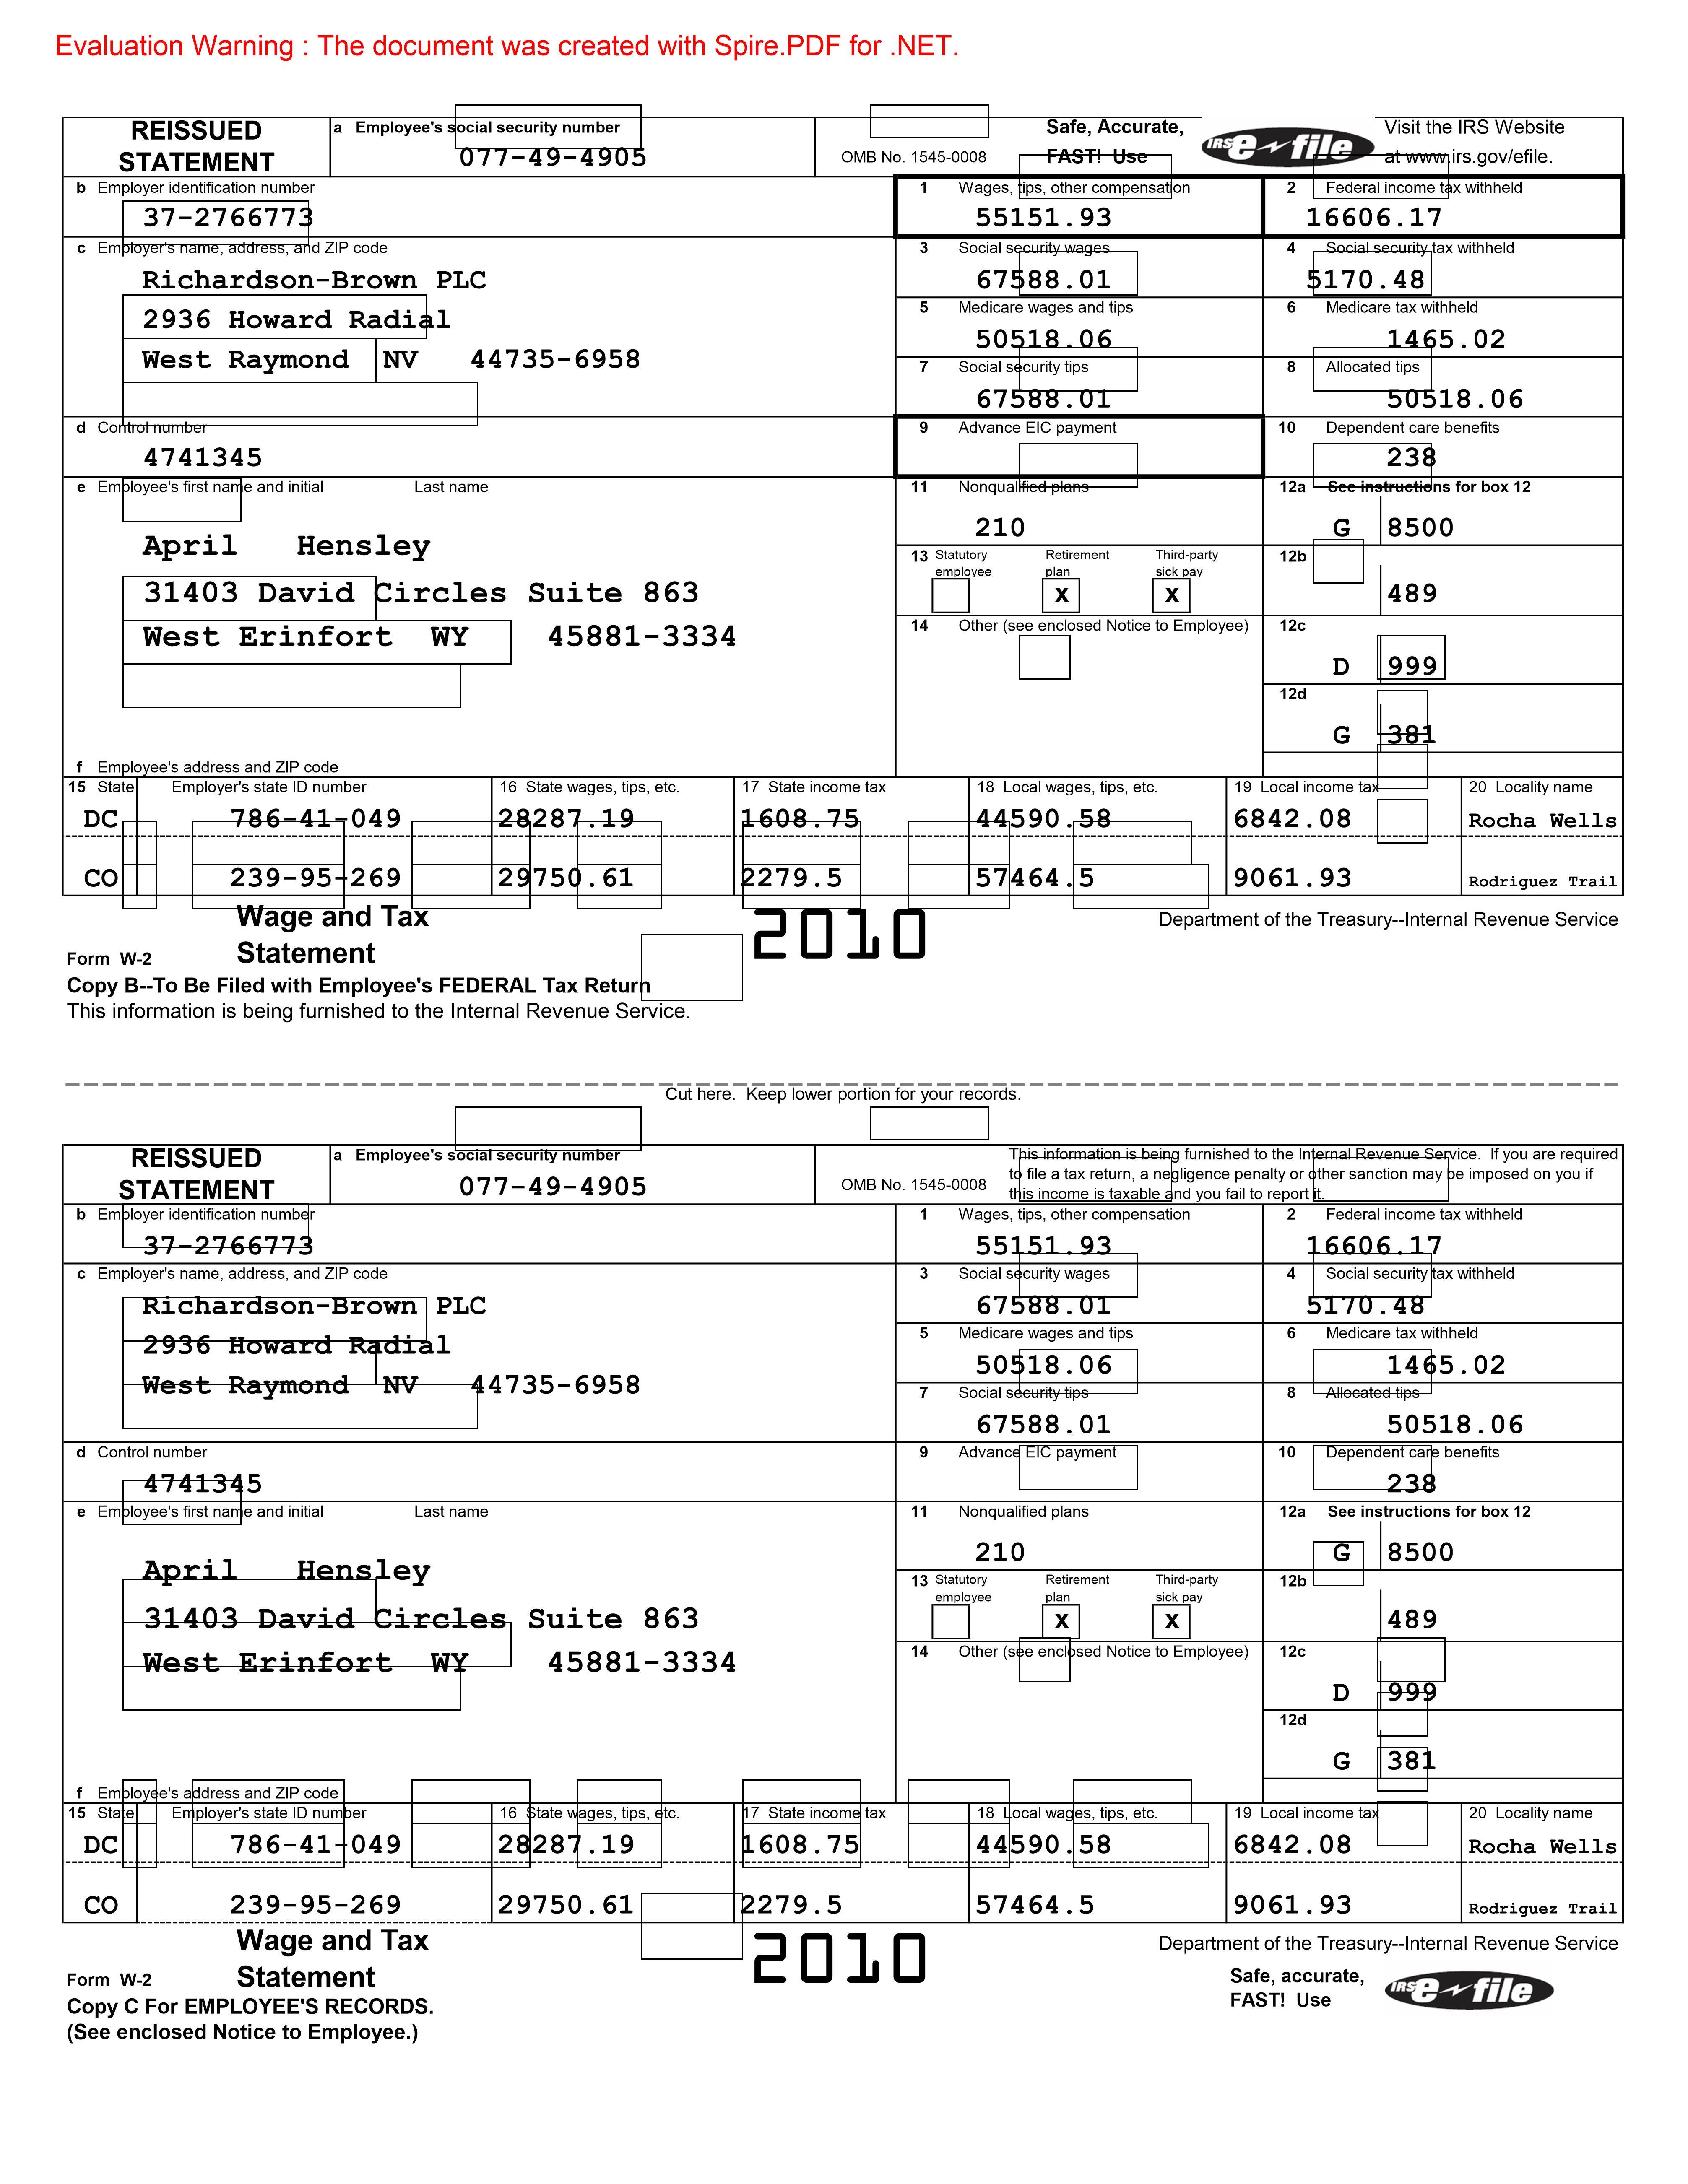 Evaluation Warning : The document was created with Spire.PDF for .NET.
REISSUED STATEMENT
a Employee's social security number
077-49-4905
OMB No. 1545-0008
Safe, Accurate, FAST! Use
IRS e file
Visit the IRS Website at www.irs.gov/efile.
b Employer identification number
37-2766773
1 Wages, tips, other compensation
55151.93
2 Federal income tax withheld
16606.17
c Employer's name, address, and ZIP code
Richardson-Brown PLC
2936 Howard Radial
West Raymond NV 44735-6958
3 Social security wages
67588.01
4 Social security tax withheld
5170.48
5 Medicare wages and tips
50518.06
6 Medicare tax withheld
1465.02
7 Social security tips
67588.01
8 Allocated tips
50518.06
d Control number
4741345
9 Advance EIC payment
10 Dependent care benefits
238
e Employee's first name and initial Last name
April Hensley
31403 David Circles Suite 863
West Erinfort WY 45881-3334
11 Nonqualified plans
210
12a See instructions for box 12
G 8500
13 Statutory employee Retirement plan Third-party sick pay
x x
12b
489
14 Other (see enclosed Notice to Employee)
12c
D 999
12d
G 381
f Employee's address and ZIP code
15 State Employer's state ID number 16 State wages, tips, etc. 17 State income tax 18 Local wages, tips, etc. 19 Local income tax 20 Locality name
DC 786-41-049 28287.19 1608.75 44590.58 6842.08 Rocha Wells
CO 239-95-269 29750.61 2279.5 57464.5 9061.93 Rodriguez Trail
Form W-2 Wage and Tax Statement
2010
Department of the Treasury--Internal Revenue Service
Copy B--To Be Filed with Employee's FEDERAL Tax Return
This information is being furnished to the Internal Revenue Service.
Cut here. Keep lower portion for your records.
REISSUED STATEMENT
a Employee's social security number
077-49-4905
OMB No. 1545-0008
This information is being furnished to the Internal Revenue Service. If you are required
to file a tax return, a negligence penalty or other sanction may be imposed on you if
this income is taxable and you fail to report it.
b Employer identification number
37-2766773
1 Wages, tips, other compensation
55151.93
2 Federal income tax withheld
16606.17
c Employer's name, address, and ZIP code
Richardson-Brown PLC
2936 Howard Radial
West Raymond NV 44735-6958
3 Social security wages
67588.01
4 Social security tax withheld
5170.48
5 Medicare wages and tips
50518.06
6 Medicare tax withheld
1465.02
7 Social security tips
67588.01
8 Allocated tips
50518.06
d Control number
4741345
9 Advance EIC payment
10 Dependent care benefits
238
e Employee's first name and initial Last name
April Hensley
31403 David Circles Suite 863
West Erinfort WY 45881-3334
11 Nonqualified plans
210
12a See instructions for box 12
G 8500
13 Statutory employee Retirement plan Third-party sick pay
x x
12b
489
14 Other (see enclosed Notice to Employee)
12c
D 999
12d
G 381
f Employee's address and ZIP code
15 State Employer's state ID number 16 State wages, tips, etc. 17 State income tax 18 Local wages, tips, etc. 19 Local income tax 20 Locality name
DC 786-41-049 28287.19 1608.75 44590.58 6842.08 Rocha Wells
CO 239-95-269 29750.61 2279.5 57464.5 9061.93 Rodriguez Trail
Form W-2 Wage and Tax Statement
2010
Department of the Treasury--Internal Revenue Service
Copy C For EMPLOYEE'S RECORDS.
(See enclosed Notice to Employee.)
Safe, accurate, FAST! Use
IRS e file